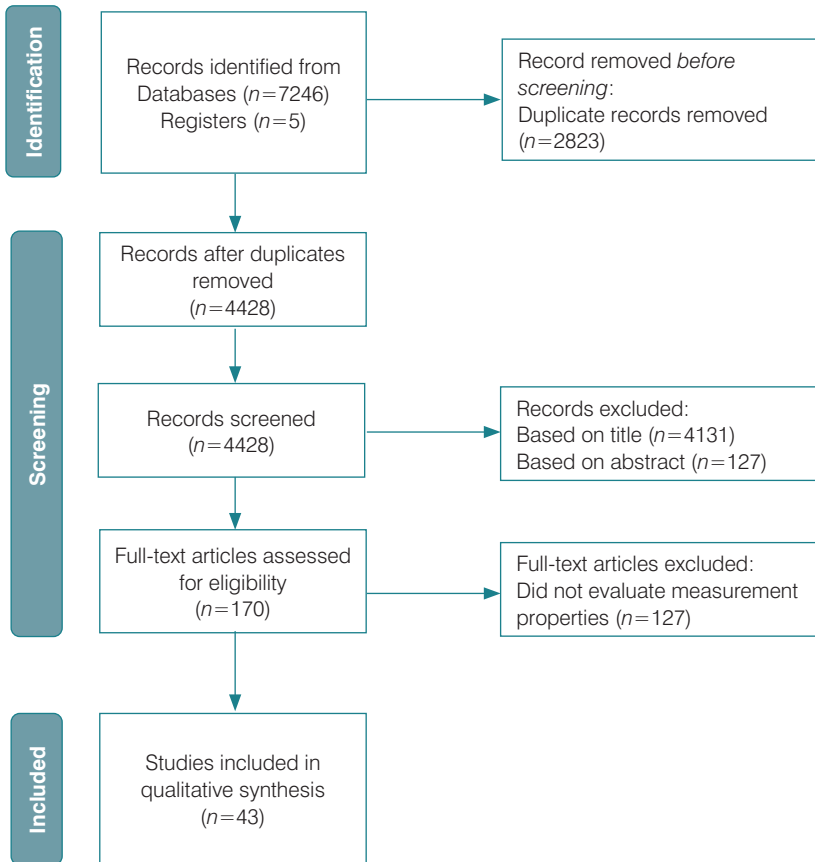 Identification
Records identified from
Databases (n=7246)
Registers (n=5)
Record removed before
screening:
Duplicate records removed
(n=2823)
Screening
Records after duplicates
removed
(n=4428)
Records screened
(n=4428)
Records excluded:
Based on title (n=4131)
Based on abstract (n=127)
Full-text articles assessed
for eligibility
(n=170)
Full-text articles excluded:
Did not evaluate measurement
properties (n=127)
Included
Studies included in
qualitative synthesis
(n=43)